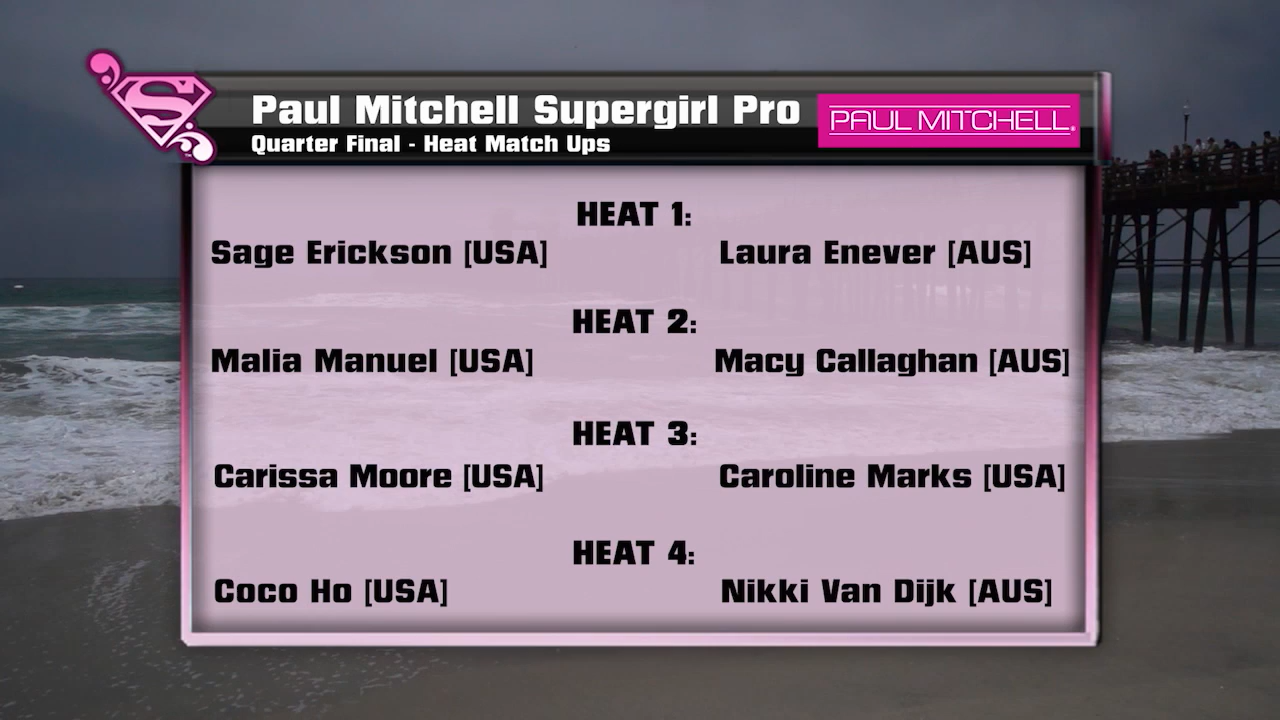 Paul Mitchell Supergirl Pro
PAUL MITCHELL®
Quarter Final - Heat Match Ups
HEAT 1:
Sage Erickson [USA] Laura Enever [AUS]
HEAT 2:
Malia Manuel [USA] Macy Callaghan [AUS]
HEAT 3:
Carissa Moore [USA] Caroline Marks [USA]
HEAT 4:
Coco Ho [USA] Nikki Van Dijk [AUS]